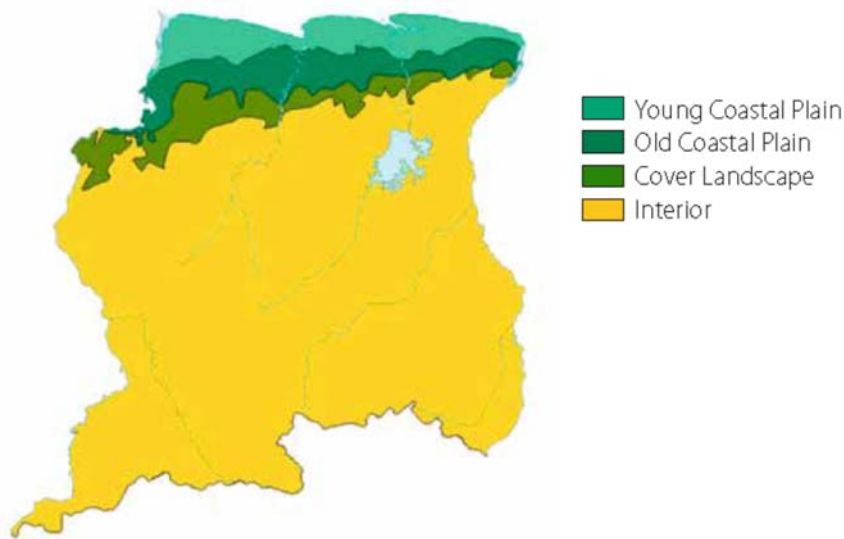 Young Coastal Plain
Old Coastal Plain
Cover Landscape
Interior